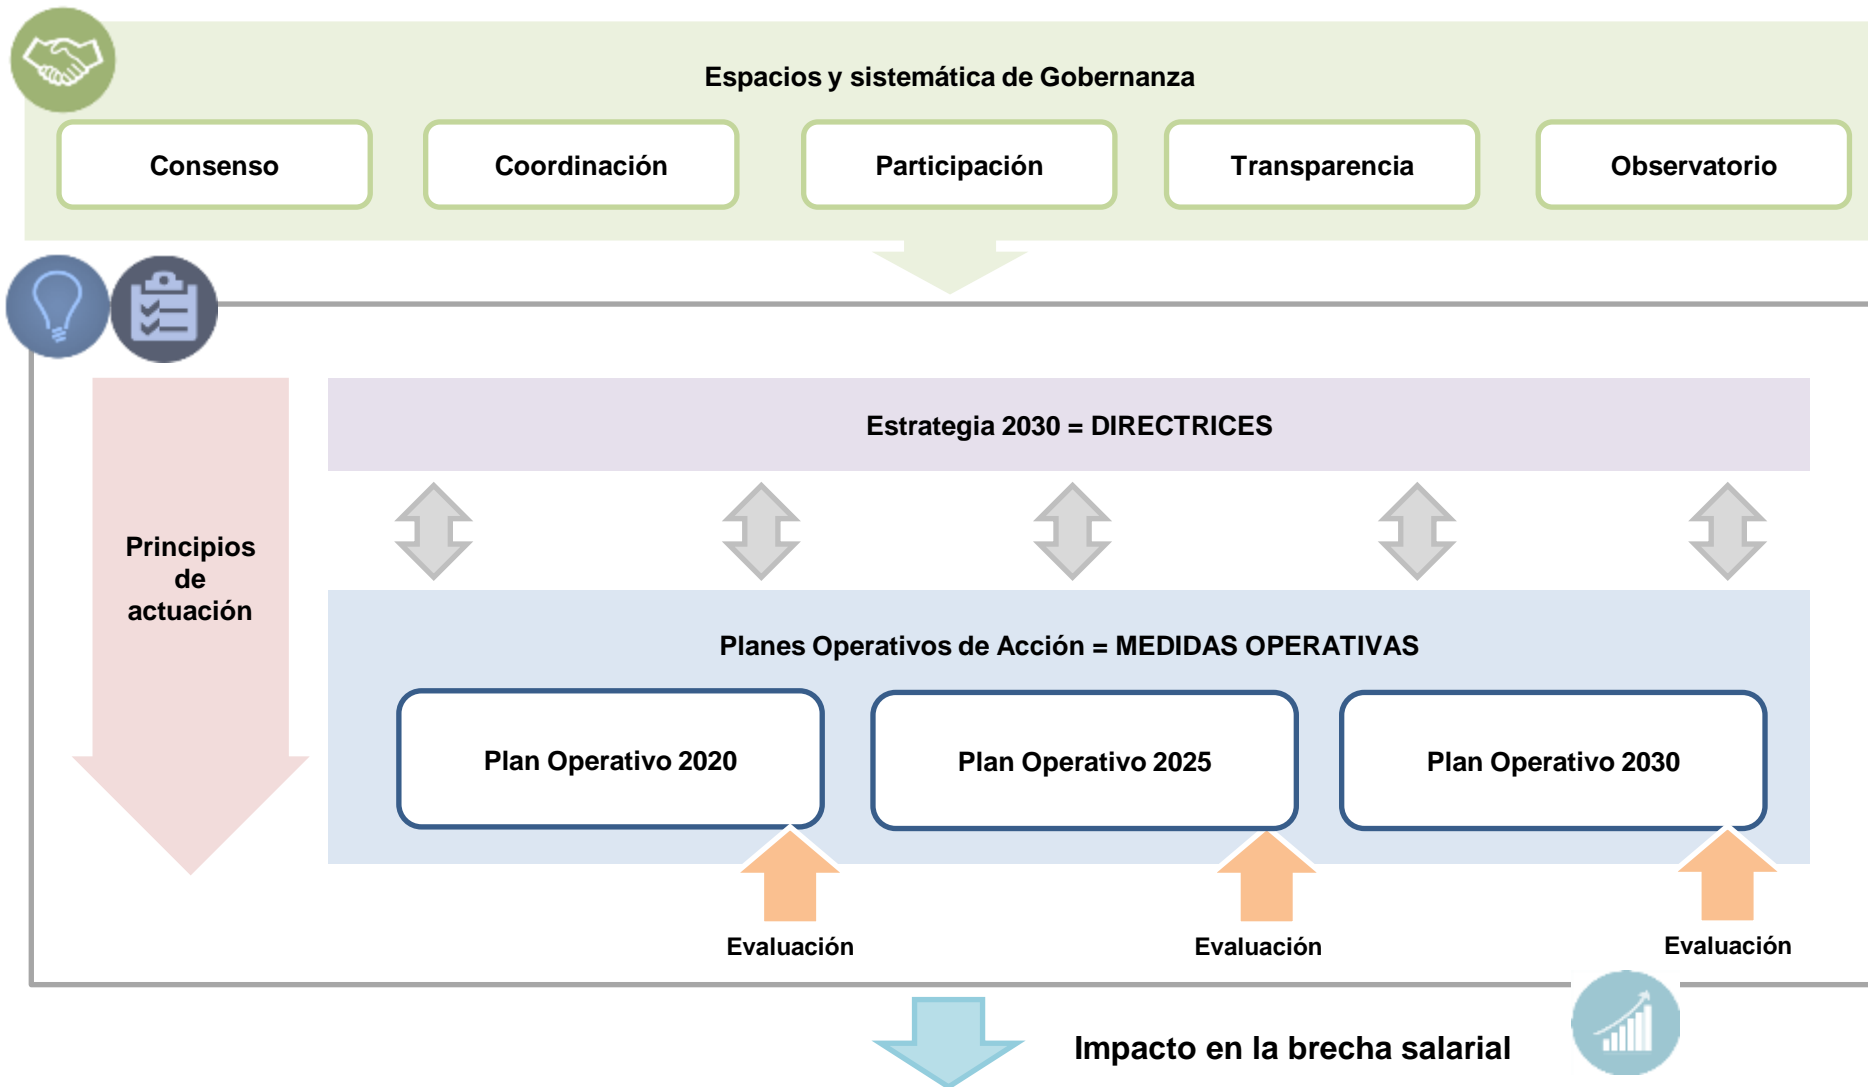 Espacios y sistemática de Gobernanza
Consenso
Coordinación
Participación
Transparencia
Observatorio
Estrategia 2030 = DIRECTRICES
Principios
de
actuación
Planes Operativos de Acción = MEDIDAS OPERATIVAS
Plan Operativo 2020
Plan Operativo 2025
Plan Operativo 2030
Evaluación
Evaluación
Evaluación
Impacto en la brecha salarial